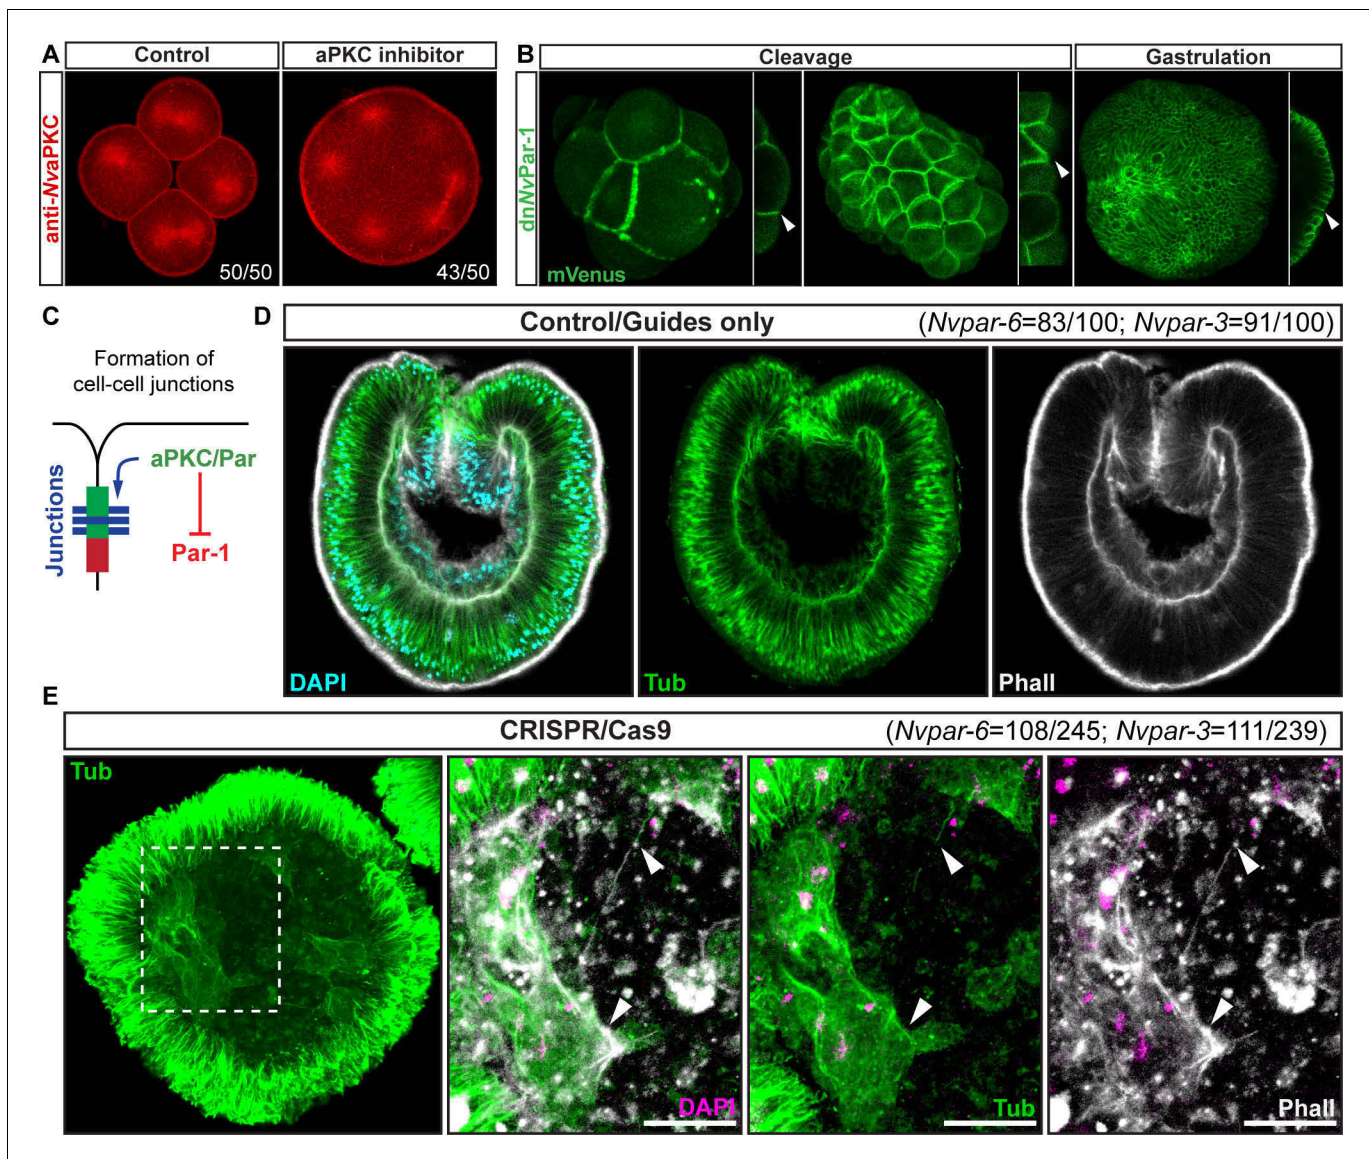 A
Control
aPKC inhibitor
anti-NvaPKC
50/50
43/50
B
Cleavage
Gastrulation
dnNvPar-1
mVenus
C
Formation of
cell-cell junctions
aPKC/Par
Junctions
Par-1
D
Control/Guides only (Nvpar-6=83/100; Nvpar-3=91/100)
DAPI
Tub
Phall
E
CRISPR/Cas9 (Nvpar-6=108/245; Nvpar-3=111/239)
Tub
DAPI
Tub
Phall